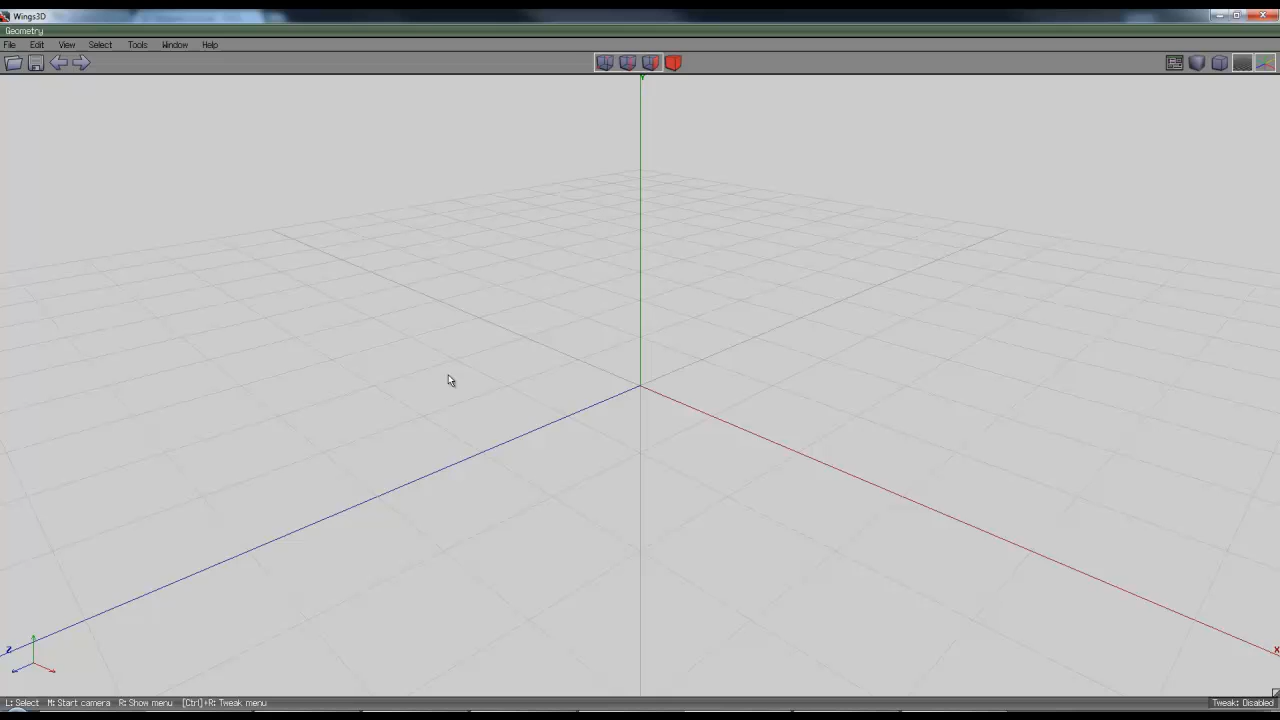 Wings3D
Geometry
File Edit View Select Tools Window Help
Y
Z
X
L: Select M: Start camera R: Show menu [Ctrl]+R: Tweak menu
Tweak: Disabled